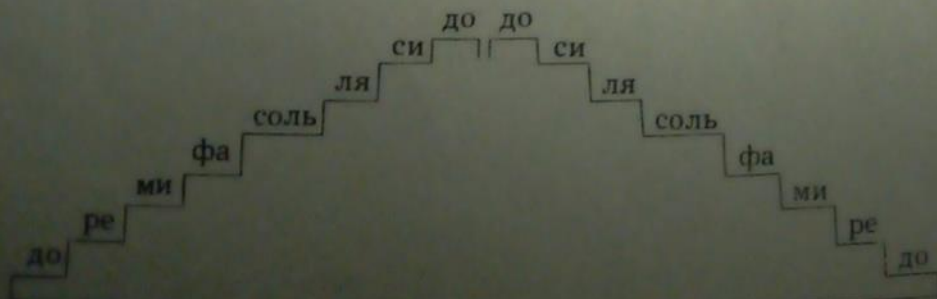 до ре ми фа соль ля си до
до си ля соль фа ми ре до